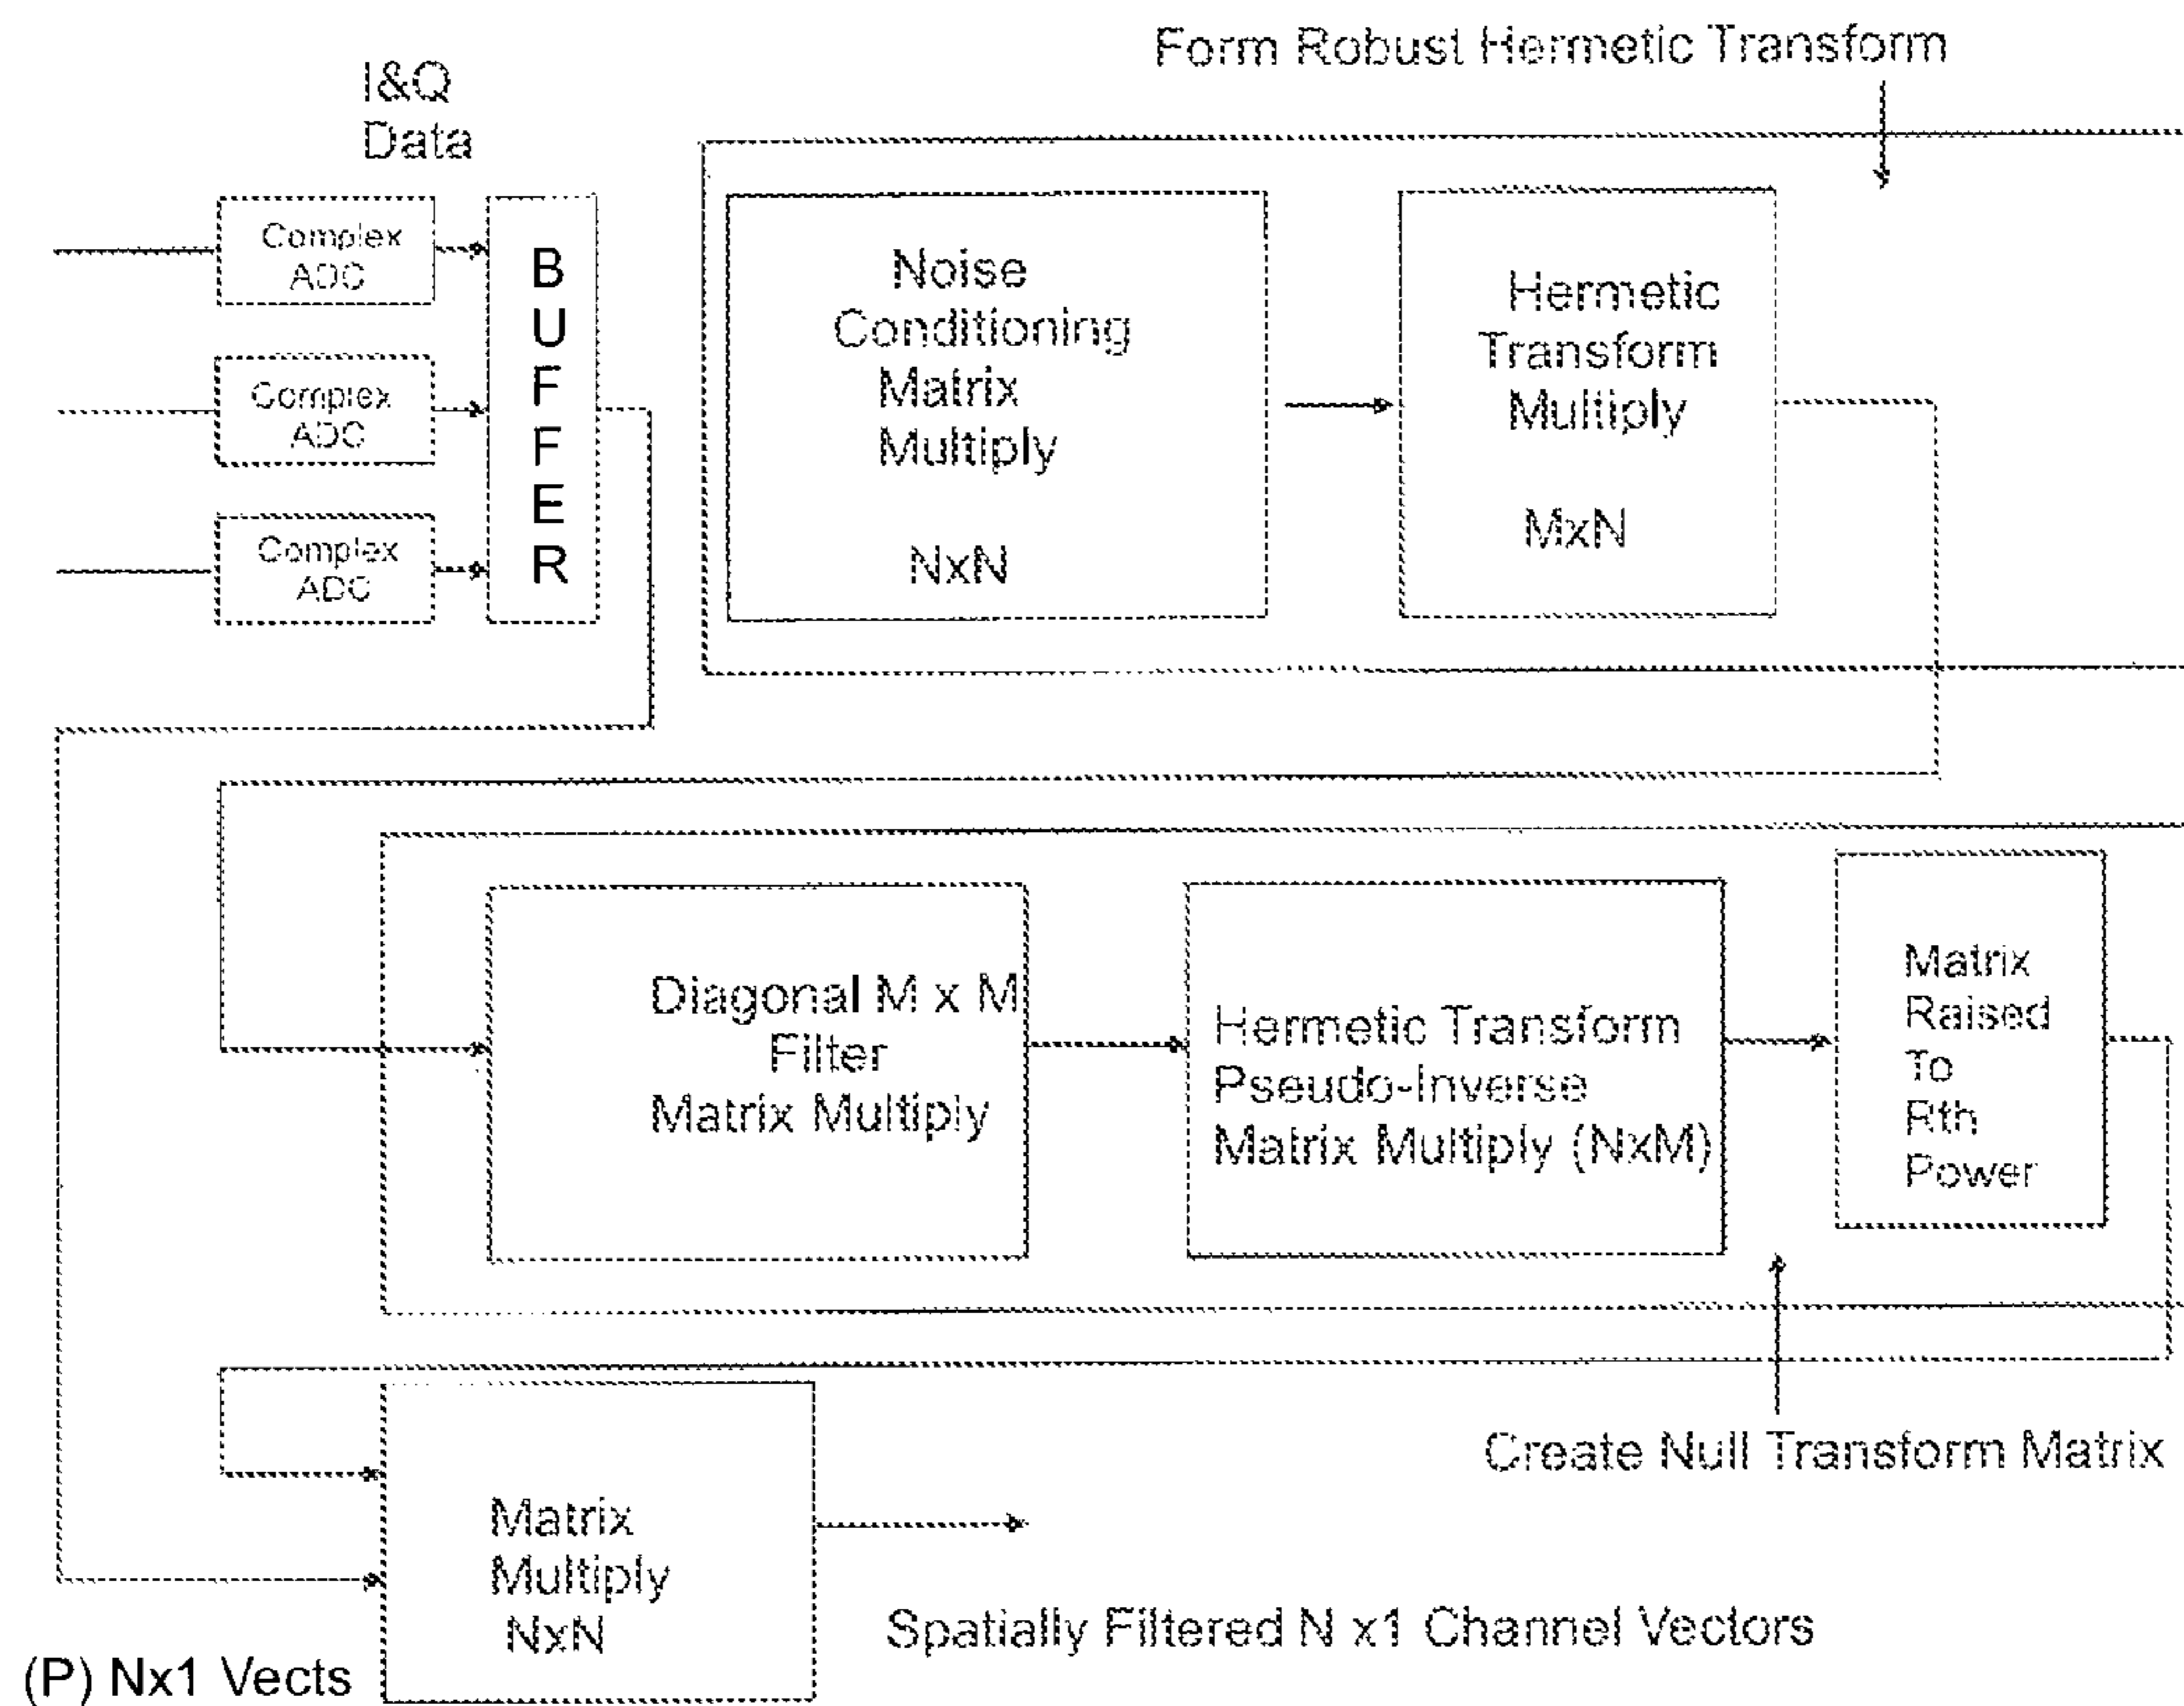 Form Robust Hermetic Transform
I&Q
Data
Complex
ADC
Complex
ADC
Complex
ADC
B
U
F
F
E
R
Noise
Conditioning
Matrix
Multiply
NxN
Hermetic
Transform
Multiply
MxN
Diagonal M x M
Filter
Matrix Multiply
Hermetic Transform
Pseudo-Inverse
Matrix Multiply (NxM)
Matrix
Raised
To
Rth
Power
Create Null Transform Matrix
Matrix
Multiply
NxN
Spatially Filtered N x1 Channel Vectors
(P) Nx1 Vects